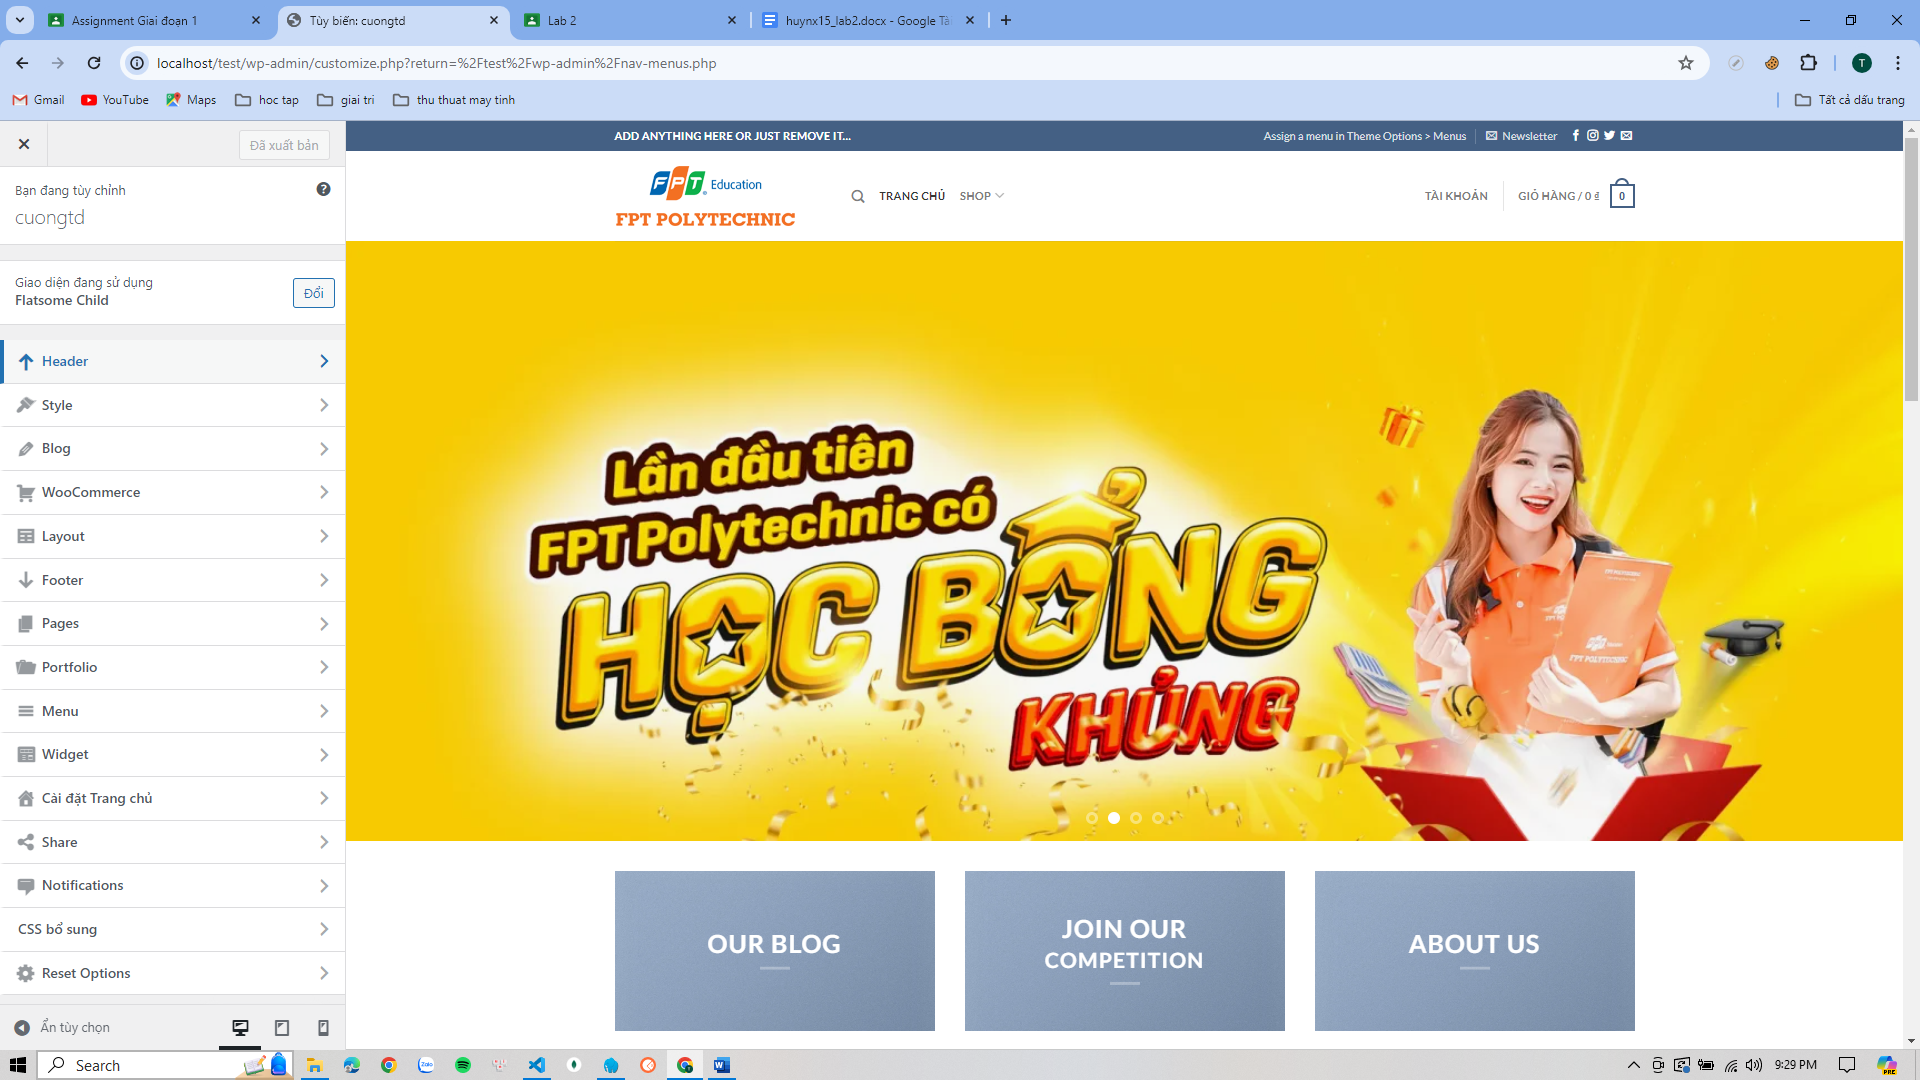 Assignment Giai đoạn 1
Tùy biến: cuongtd
Lab 2
huynx15_lab2.docx - Google Tà
localhost/test/wp-admin/customize.php?return=%2Ftest%2Fwp-admin%2Fnav-menus.php
T
Gmail
YouTube
Maps
hoc tap
giai tri
thu thuat may tinh
Tất cả dấu trang
Đã xuất bản
Bạn đang tùy chỉnh
cuongtd
Giao diện đang sử dụng
Flatsome Child
Đổi
Header
Style
Blog
WooCommerce
Layout
Footer
Pages
Portfolio
Menu
Widget
Cài đặt Trang chủ
Share
Notifications
CSS bổ sung
Reset Options
Ẩn tùy chọn
ADD ANYTHING HERE OR JUST REMOVE IT...
Assign a menu in Theme Options > Menus
Newsletter
FPT Education
FPT POLYTECHNIC
TRANG CHỦ
SHOP
TÀI KHOẢN
GIỎ HÀNG / 0 ₫
0
Lần đầu tiên
FPT Polytechnic có
HỌC BỔNG
KHỦNG
FPT POLYTECHNIC
OUR BLOG
JOIN OUR
COMPETITION
ABOUT US
Search
Zalo
9:29 PM
PRE